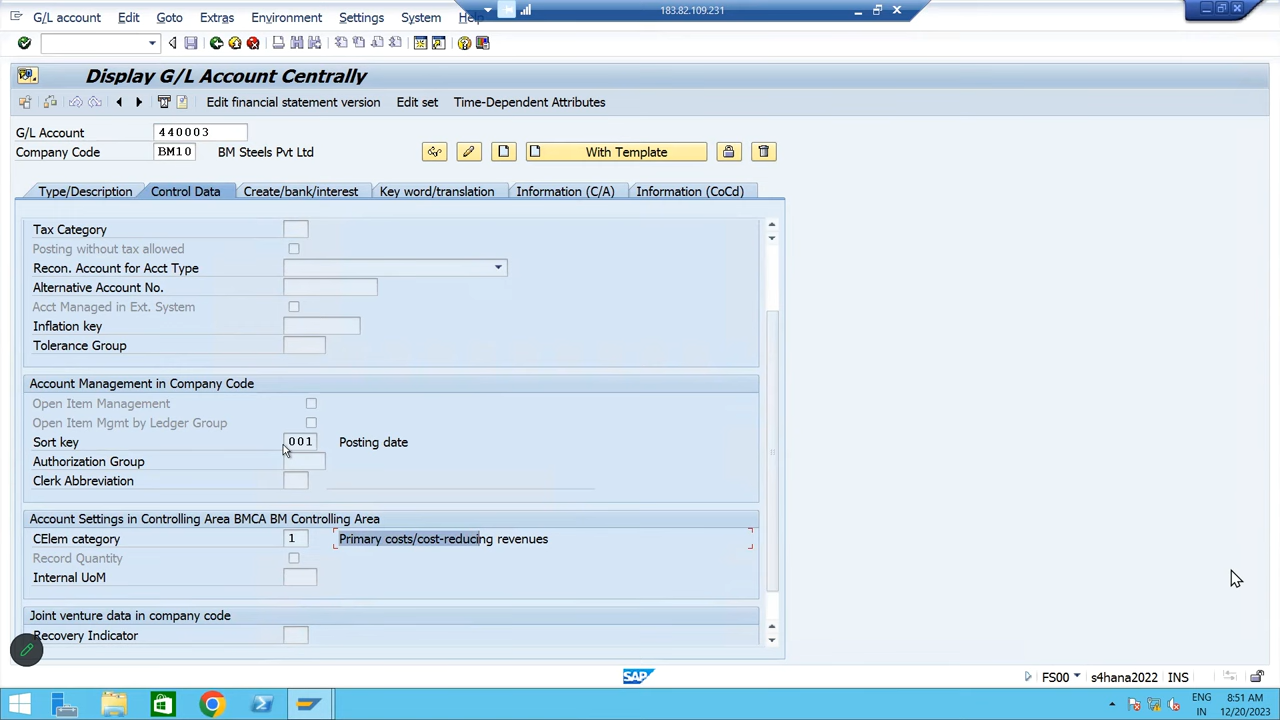 183.82.109.231
G/L account Edit Goto Extras Environment Settings System Help
Display G/L Account Centrally
Edit financial statement version Edit set Time-Dependent Attributes
G/L Account 440003
Company Code BM10 BM Steels Pvt Ltd With Template
Type/Description Control Data Create/bank/interest Key word/translation Information (C/A) Information (CoCd)
Tax Category
Posting without tax allowed
Recon. Account for Acct Type
Alternative Account No.
Acct Managed in Ext. System
Inflation key
Tolerance Group
Account Management in Company Code
Open Item Management
Open Item Mgmt by Ledger Group
Sort key 001 Posting date
Authorization Group
Clerk Abbreviation
Account Settings in Controlling Area BMCA BM Controlling Area
CElem category 1 Primary costs/cost-reducing revenues
Record Quantity
Internal UoM
Joint venture data in company code
Recovery Indicator
SAP FS00 s4hana2022 INS
ENG 8:51 AM
IN 12/20/2023